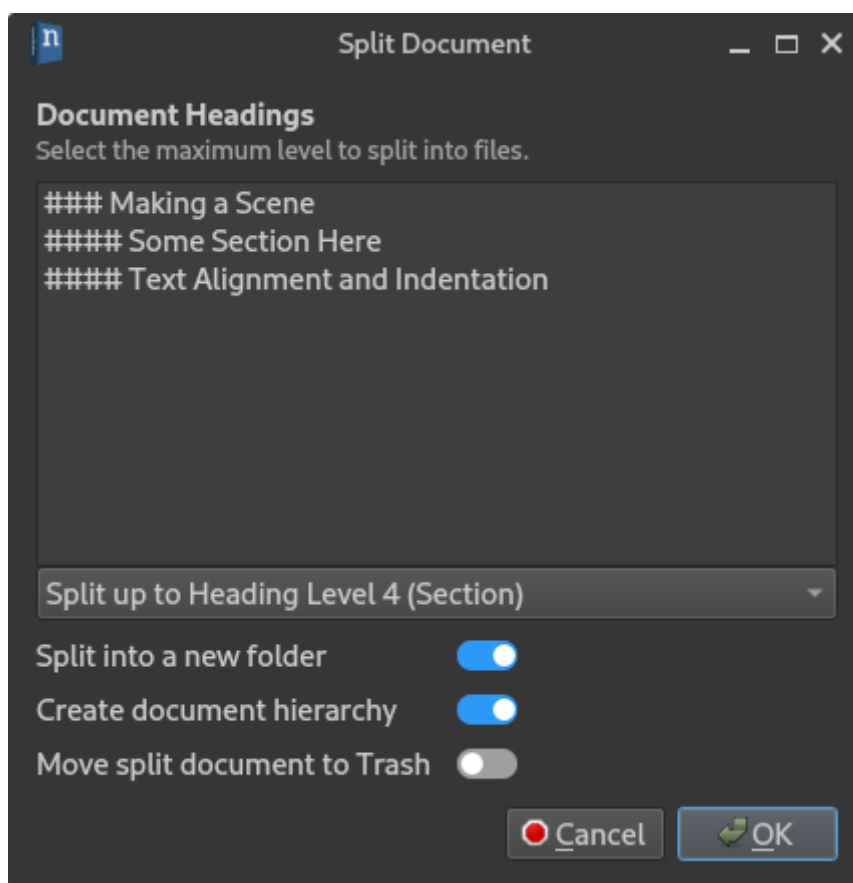 n
Split Document
Document Headings
Select the maximum level to split into files.
### Making a Scene
#### Some Section Here
#### Text Alignment and Indentation
Split up to Heading Level 4 (Section)
Split into a new folder
Create document hierarchy
Move split document to Trash
Cancel
OK